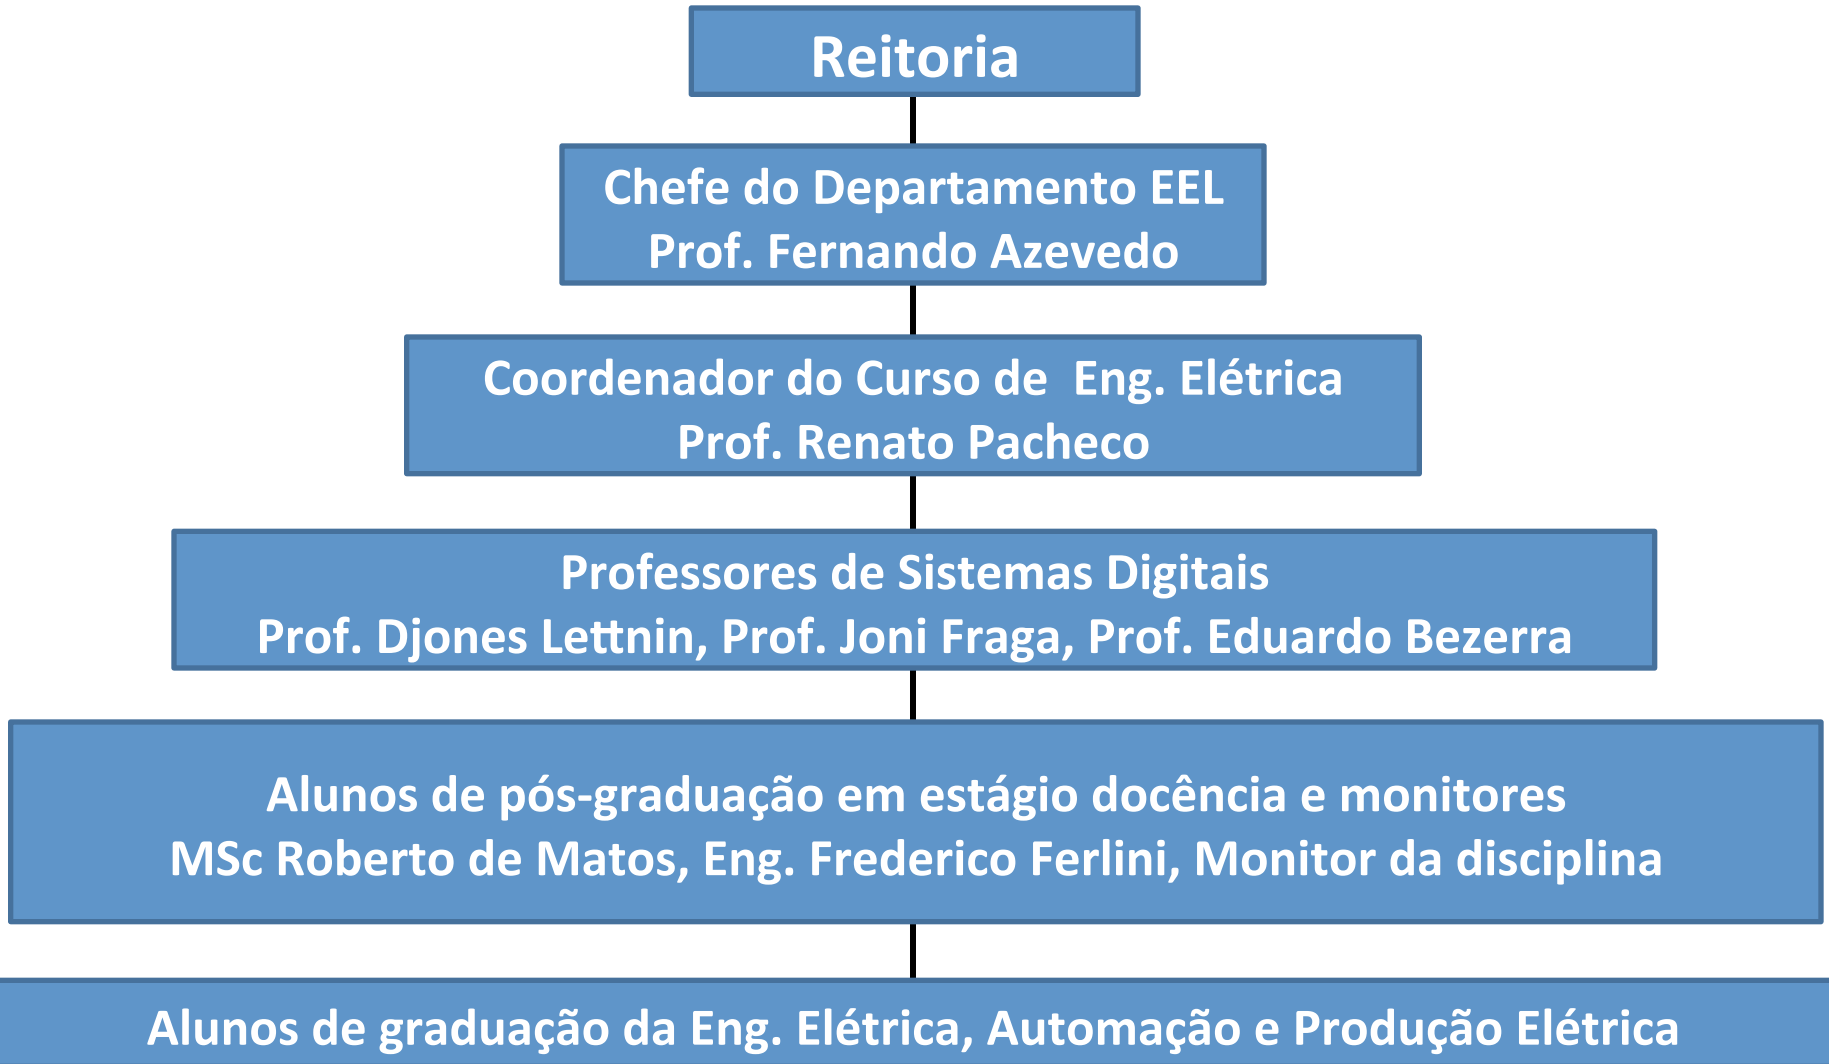 Reitoria
Chefe do Departamento EEL
Prof. Fernando Azevedo
Coordenador do Curso de  Eng. Elétrica
Prof. Renato Pacheco
Professores de Sistemas Digitais
Prof. Djones Lettnin, Prof. Joni Fraga, Prof. Eduardo Bezerra
Alunos de pós-graduação em estágio docência e monitores
MSc Roberto de Matos, Eng. Frederico Ferlini, Monitor da disciplina
Alunos de graduação da Eng. Elétrica, Automação e Produção Elétrica